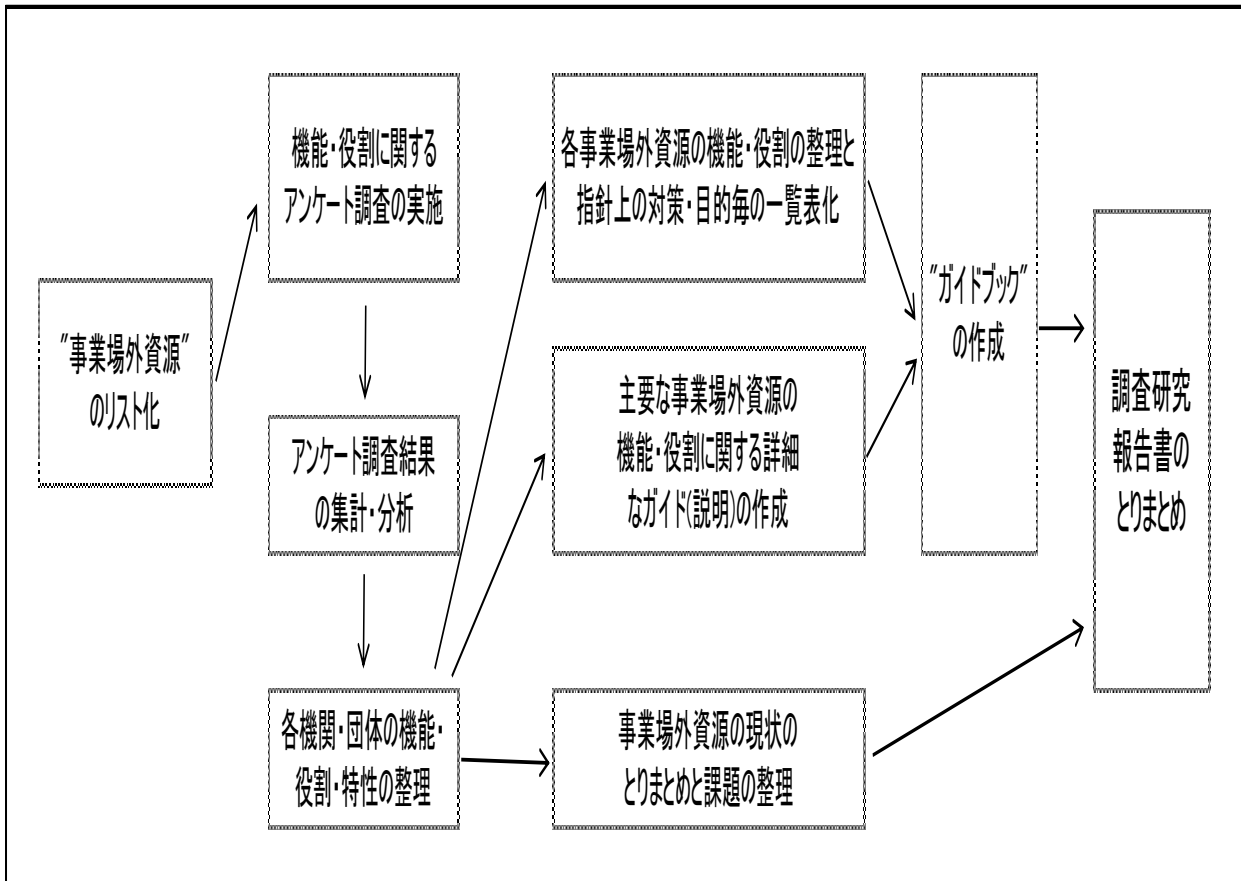 ″事業場外資源″
のリスト化
機能・役割に関する
アンケート調査の実施
アンケート調査結果
の集計・分析
各機関・団体の機能・
役割・特性の整理
各事業場外資源の機能・役割の整理と
指針上の対策・目的毎の一覧表化
主要な事業場外資源の
機能・役割に関する詳細
なガイド(説明)の作成
事業場外資源の現状の
とりまとめと課題の整理
″ガイドブック″
の作成
調査研究
報告書の
とりまとめ